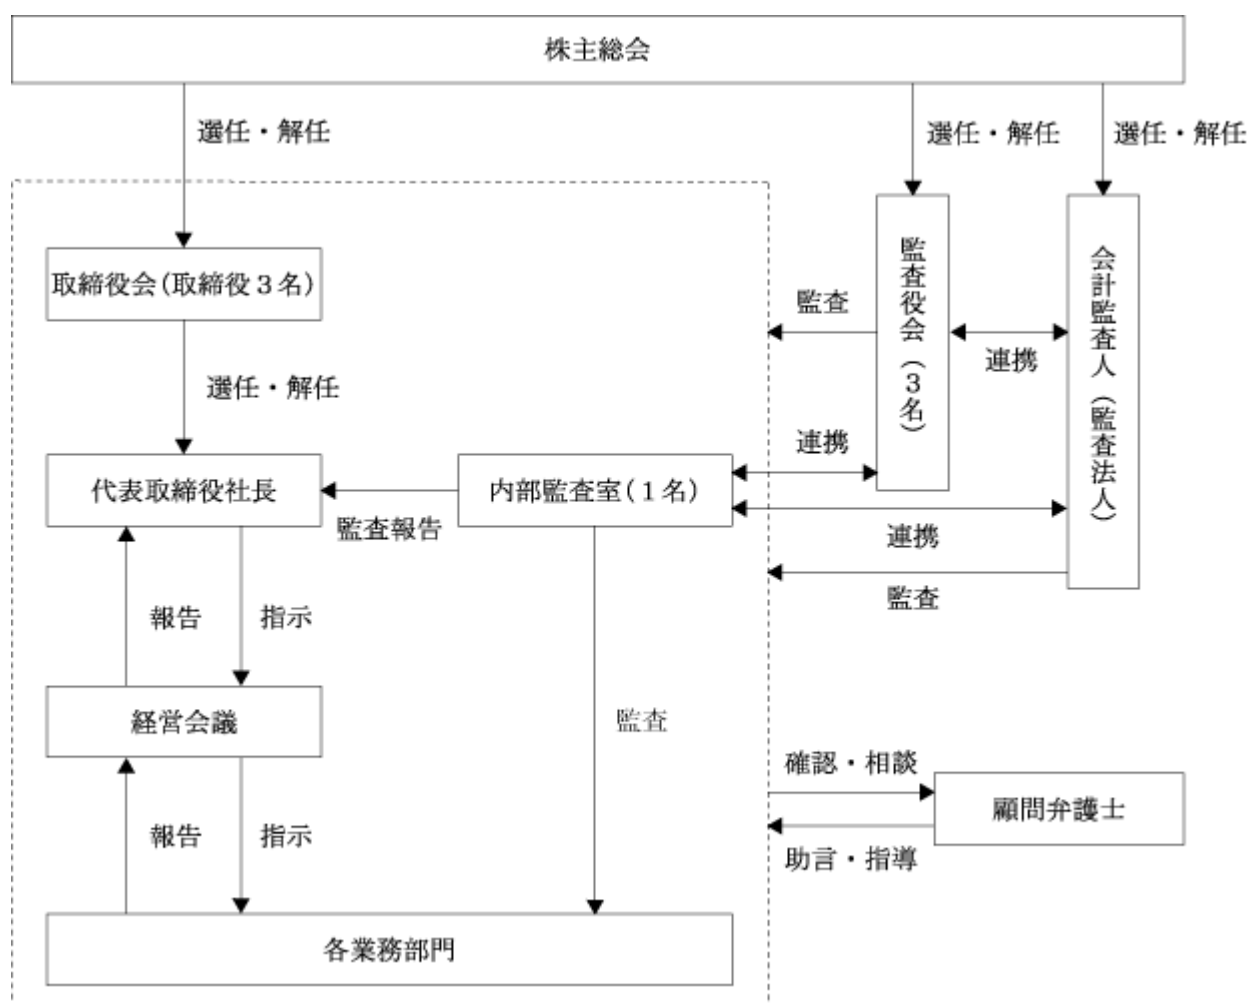 株主総会
選任・解任
選任・解任
選任・解任
取締役会(取締役3名)
監査役会(3名)
会計監査人(監査法人)
監査
連携
選任・解任
連携
代表取締役社長
内部監査室(1名)
監査報告
連携
監査
報告
指示
経営会議
監査
確認・相談
顧問弁護士
助言・指導
報告
指示
各業務部門